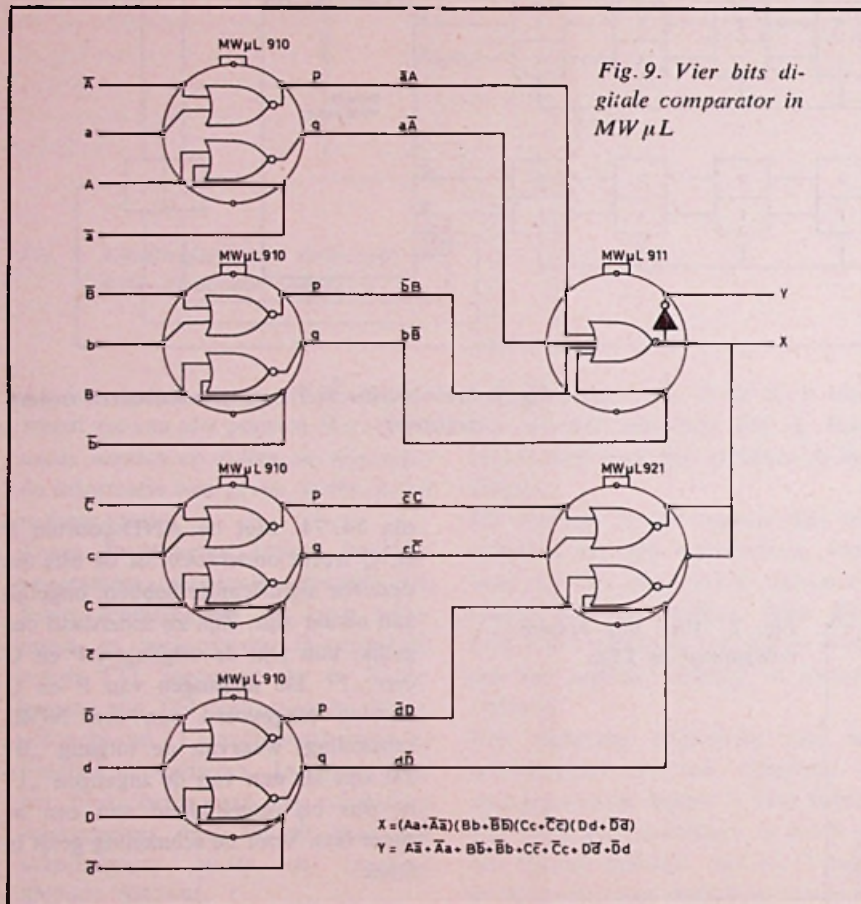 MWµL 910
Ā
a
A
ā
p
q
āA
aĀ
Fig. 9. Vier bits di-
gitale comparator in
MWµL
MWµL 910
B̄
b
B
b̄
p
q
b̄B
bB̄
MWµL 911
Y
X
MWµL 910
c̄
c
c
c̄
p
q
c̄C
cC̄
MWµL 921
MWµL 910
D̄
d
D
d̄
p
q
d̄D
dD̄
X = (Aa + Āā)(Bb + B̄b̄)(Cc + C̄c̄)(Dd + D̄d̄)
Y = Aā + Āa + Bb̄ + B̄b + Cc̄ + C̄c + Dd̄ + D̄d